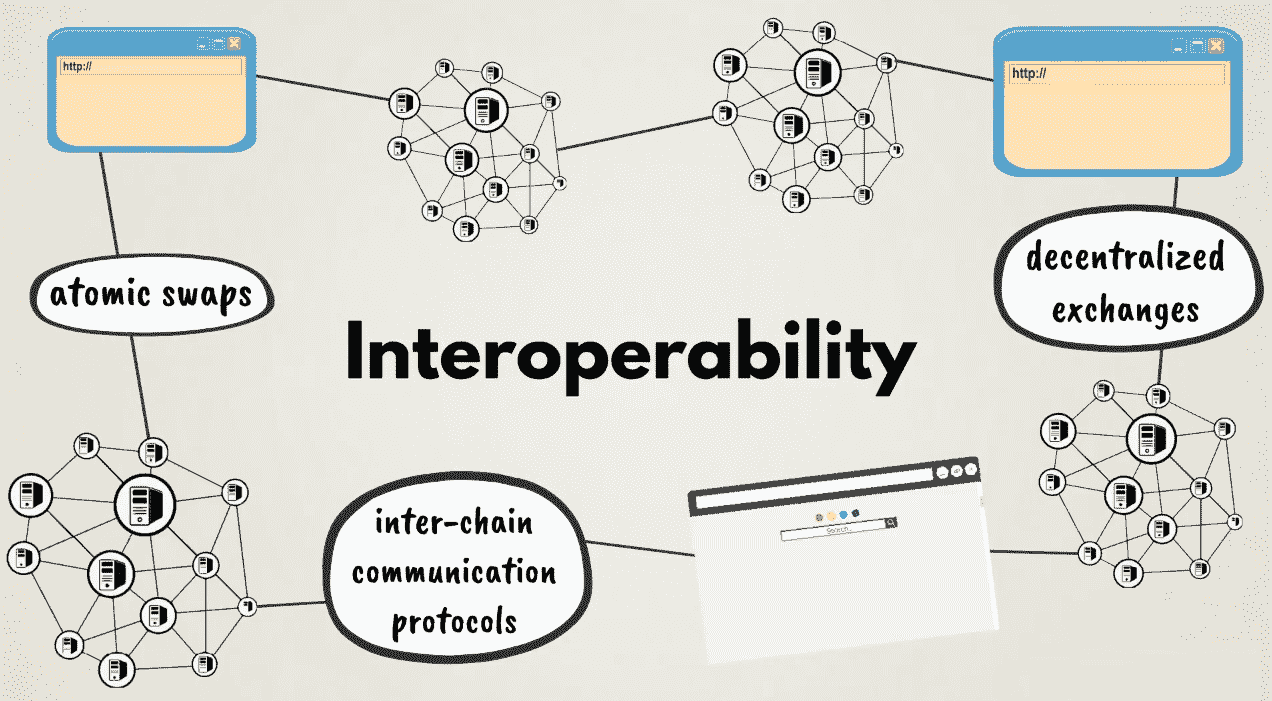 http://
http://
atomic swaps
decentralized
exchanges
Interoperability
inter-chain
communication
protocols
Search...